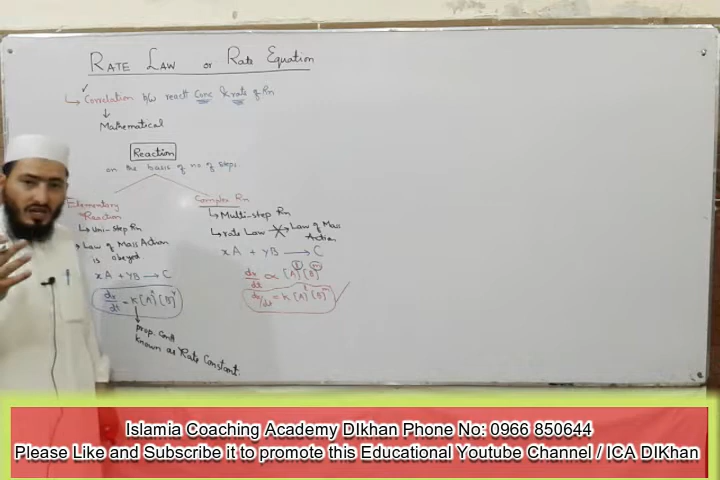 RATE LAW or Rate Equation
Correlation b/w react Conc & rate of Rn
Mathematical
Reaction
on the basis of no of steps.
Elementary
Reaction
Uni-step Rn
Law of Mass Action
is obeyed
xA + yB → C
dx/dt = K [A]^x [B]^y
prop. Const
known as Rate Constant.
Complex Rn
Multi-step Rn
rate Law Law of Mass
Action
xA + yB → C
dx/dt ∝ [A]^l [B]^m
dx/dt = K [A]^l [B]^m
Islamia Coaching Academy DIkhan Phone No: 0966 850644
Please Like and Subscribe it to promote this Educational Youtube Channel / ICA DIKhan